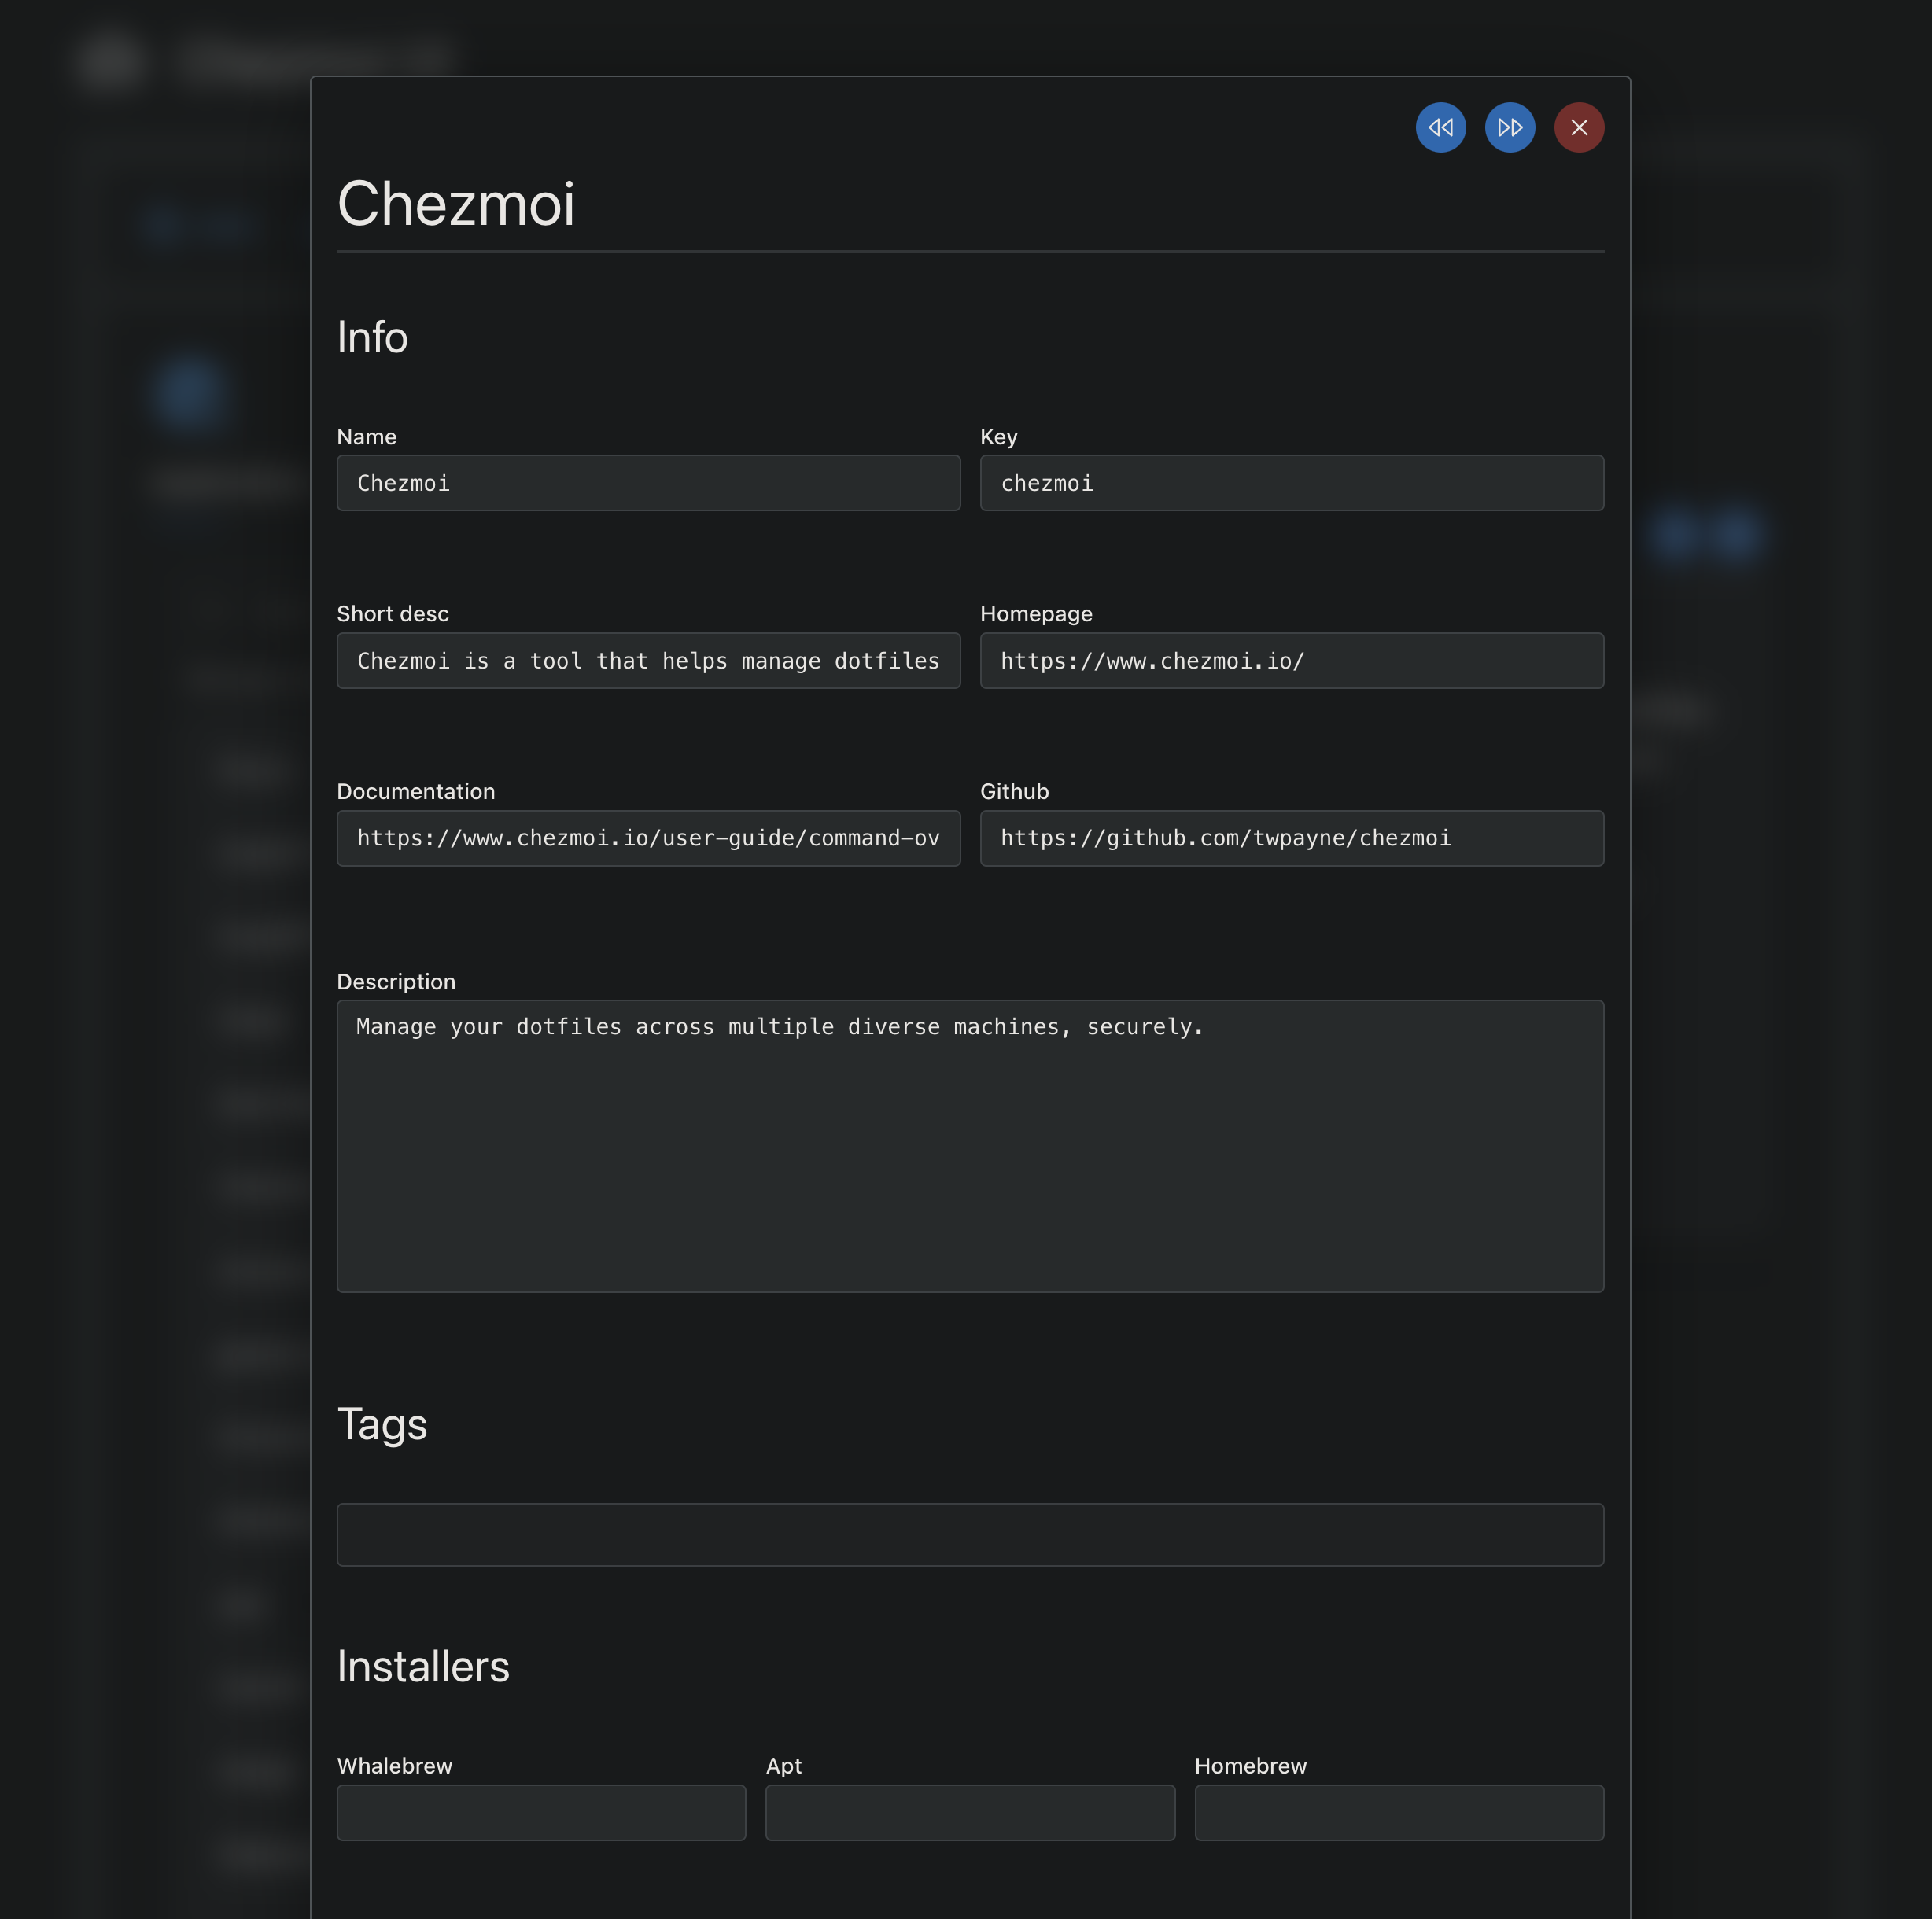 Chezmoi
Info
Name
Key
Chezmoi
chezmoi
Short desc
Homepage
Chezmoi is a tool that helps manage dotfiles
https://www.chezmoi.io/
Documentation
Github
https://www.chezmoi.io/user-guide/command-ov
https://github.com/twpayne/chezmoi
Description
Manage your dotfiles across multiple diverse machines, securely.
Tags
Installers
Whalebrew
Apt
Homebrew